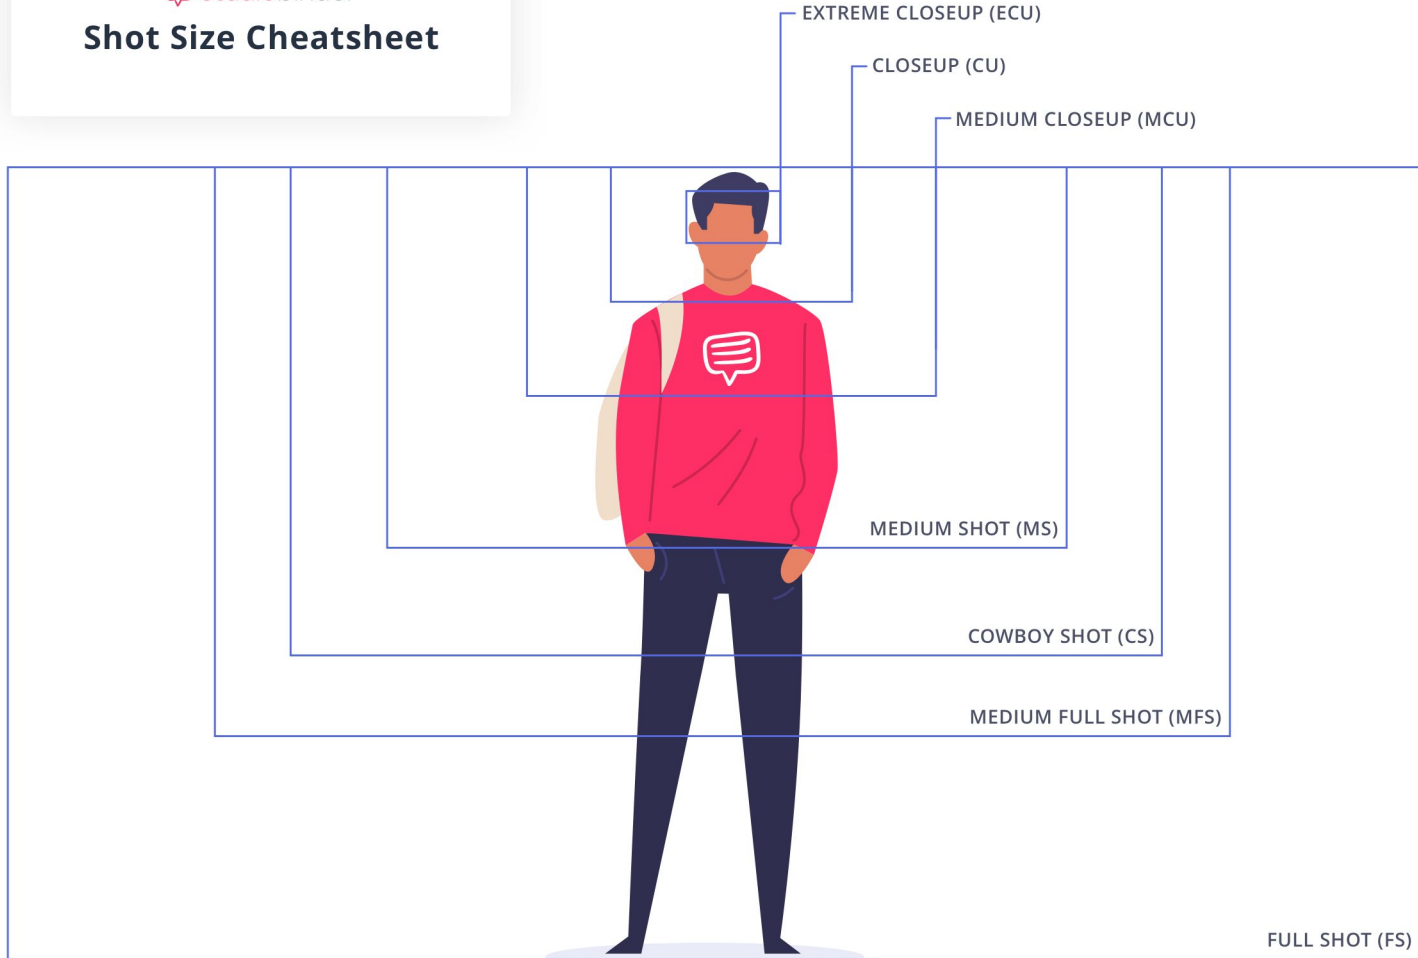 Shot Size Cheatsheet
EXTREME CLOSEUP (ECU)
CLOSEUP (CU)
MEDIUM CLOSEUP (MCU)
MEDIUM SHOT (MS)
COWBOY SHOT (CS)
MEDIUM FULL SHOT (MFS)
FULL SHOT (FS)